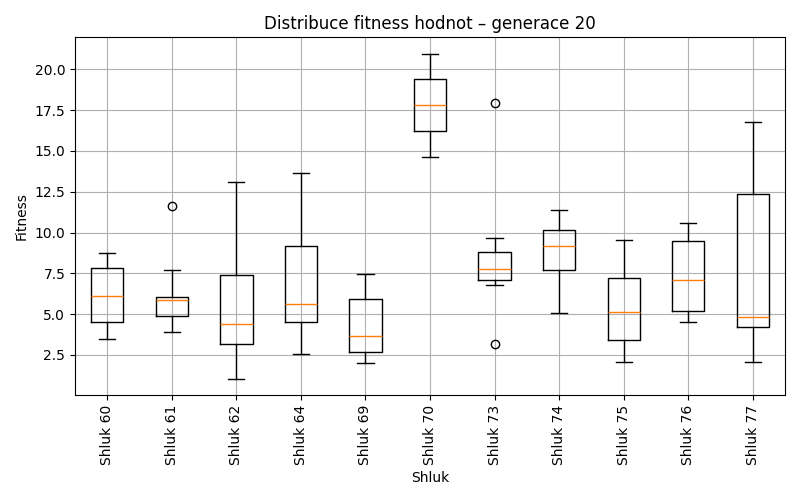 Distribuce fitness hodnot – generace 20
Fitness
20.0
17.5
15.0
12.5
10.0
7.5
5.0
2.5
Shluk 60
Shluk 61
Shluk 62
Shluk 64
Shluk 69
Shluk 70
Shluk 73
Shluk 74
Shluk 75
Shluk 76
Shluk 77
Shluk